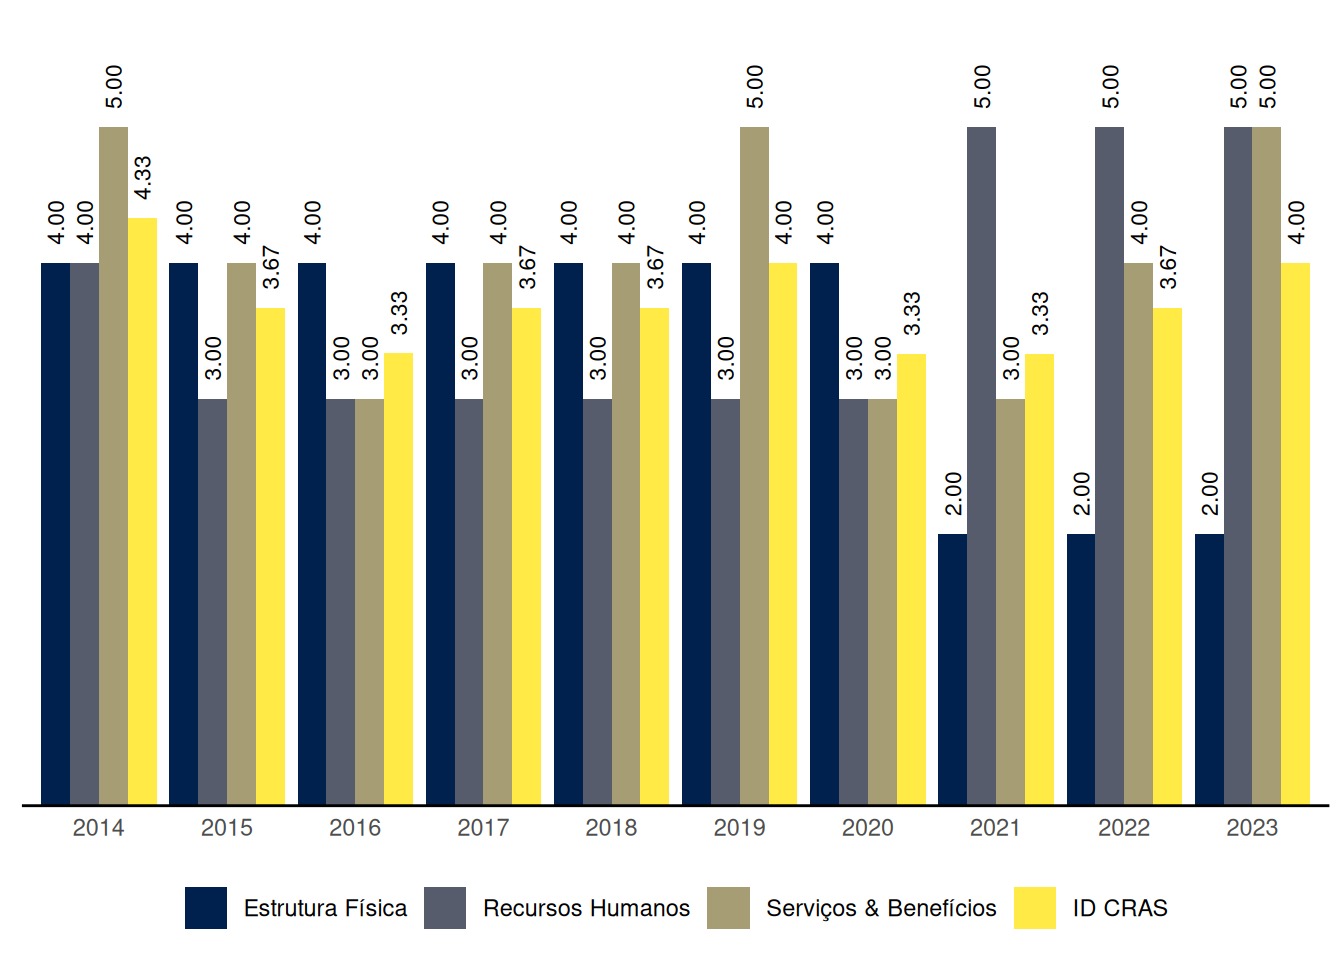 4.00 4.00 5.00 4.33 4.00 3.00 4.00 3.67 4.00 3.00 3.00 3.33 4.00 3.00 4.00 3.67 4.00 3.00 4.00 3.67 4.00 3.00 5.00 4.00 4.00 3.00 3.00 3.33 2.00 5.00 3.00 3.33 2.00 5.00 4.00 3.67 2.00 5.00 5.00 4.00
2014 2015 2016 2017 2018 2019 2020 2021 2022 2023
Estrutura Física Recursos Humanos Serviços & Benefícios ID CRAS